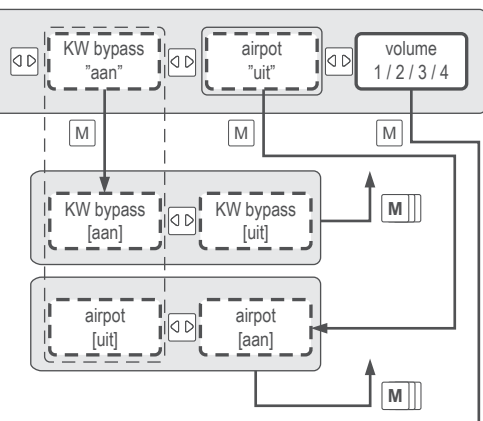 KW bypass
"aan"
airpot
"uit"
volume
1 / 2 / 3 / 4
M
M
M
KW bypass
[aan]
KW bypass
[uit]
M
airpot
[uit]
airpot
[aan]
M